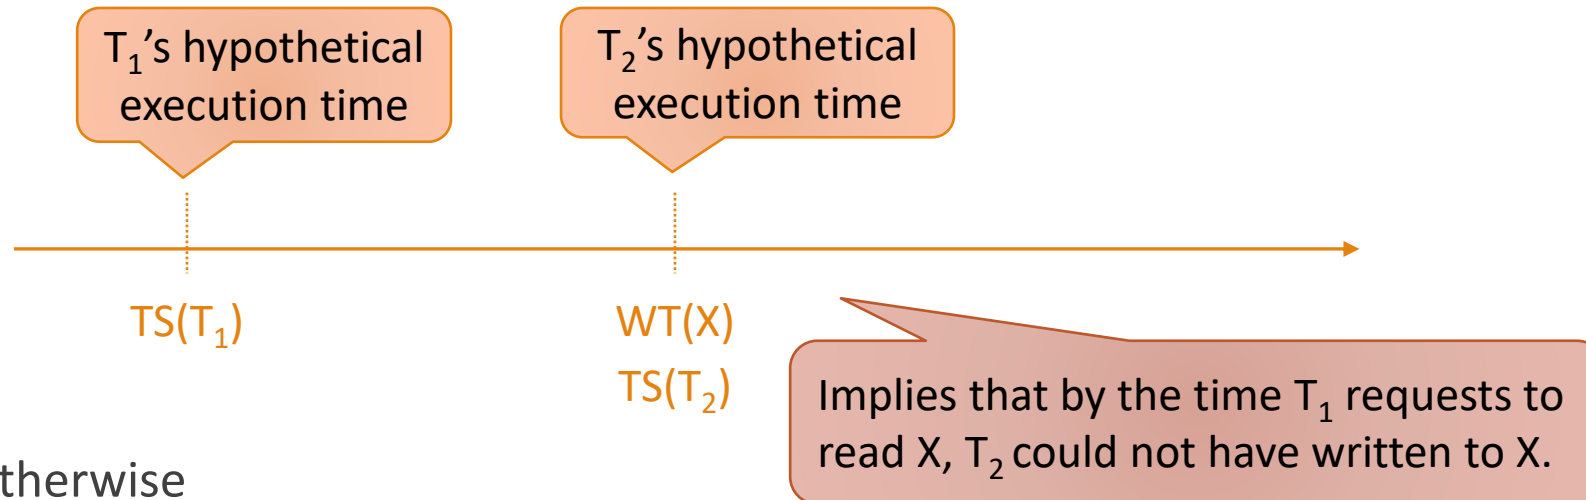 T₁’s hypothetical
execution time
T₂’s hypothetical
execution time
TS(T₁)
WT(X)
TS(T₂)
Implies that by the time T₁ requests to
read X, T₂ could not have written to X.
therwise